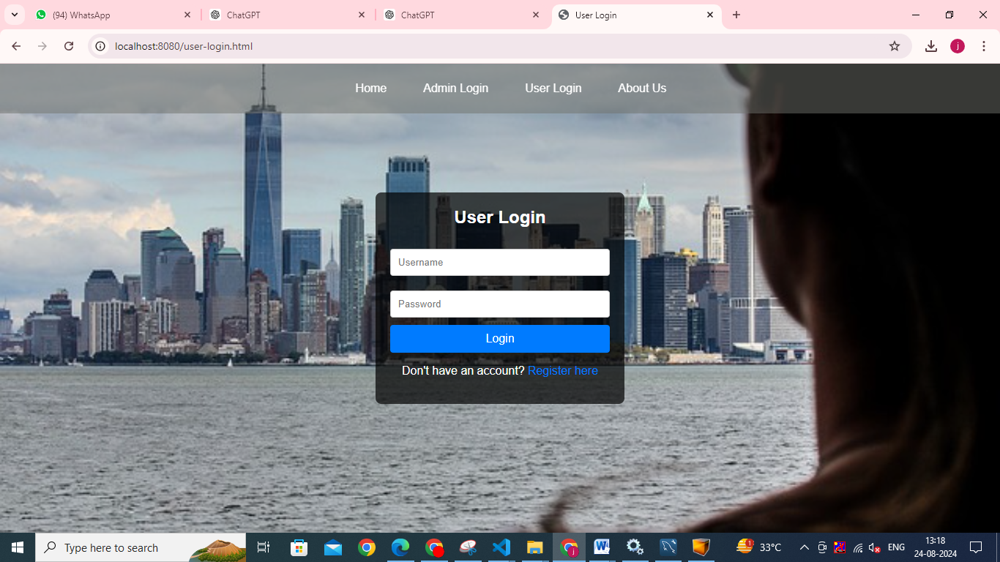 (94) WhatsApp
ChatGPT
ChatGPT
User Login
localhost:8080/user-login.html
j
Home
Admin Login
User Login
About Us
User Login
Username
Password
Login
Don't have an account? Register here
Type here to search
j
1
33°C
ENG
13:18
24-08-2024